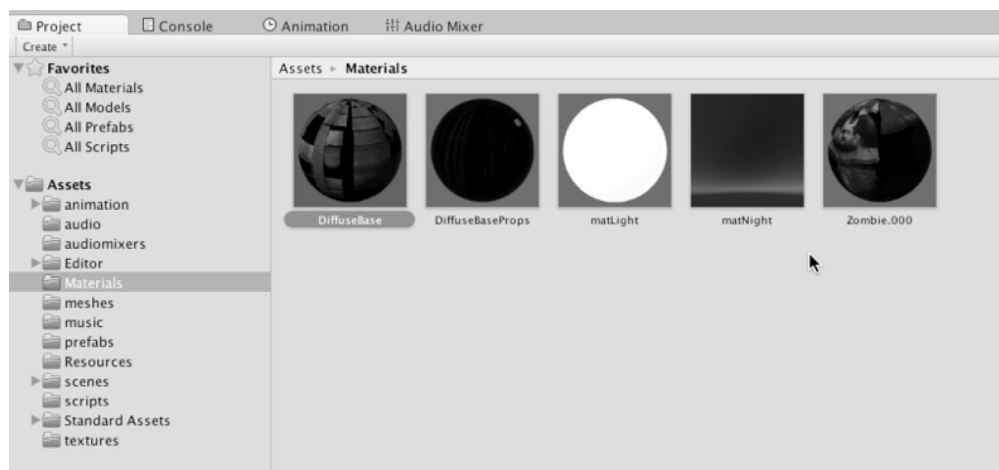 Project Console Animation Audio Mixer
Create
Favorites
All Materials
All Models
All Prefabs
All Scripts
Assets
animation
audio
audiomixers
Editor
Materials
meshes
music
prefabs
Resources
scenes
scripts
Standard Assets
textures
Assets Materials
DiffuseBase DiffuseBaseProps matLight matNight Zombie.000